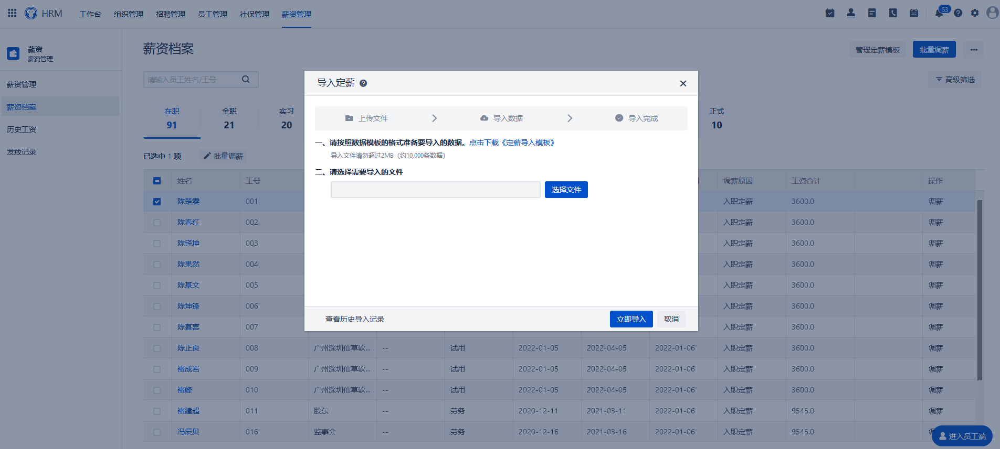 HRM 工作台 组织管理 招聘管理 员工管理 社保管理 薪资管理 53
薪资
薪资管理
薪资管理
薪资档案
历史工资
发放记录
薪资档案 管理定薪模板 批量调薪
请输入员工姓名/工号 高级筛选
在职 全职 实习 正式
91 21 20 10
已选中 1 项 批量调薪
姓名 工号 调薪原因 工资合计 操作
陈楚雯 001 入职定薪 3600.0 调薪
陈春红 002 入职定薪 3600.0 调薪
陈铎坤 003 入职定薪 3600.0 调薪
陈果然 004 入职定薪 3600.0 调薪
陈基文 005 入职定薪 3600.0 调薪
陈坤锋 006 入职定薪 3600.0 调薪
陈暮喜 007 入职定薪 3600.0 调薪
陈正良 008 广州深圳仙草软... -- 试用 2022-01-05 2022-04-05 2022-01-06 入职定薪 3600.0 调薪
褚成岩 009 广州深圳仙草软... -- 试用 2022-01-05 2022-04-05 2022-01-06 入职定薪 3600.0 调薪
褚峰 010 广州深圳仙草软... -- 试用 2022-01-05 2022-04-05 2022-01-06 入职定薪 3600.0 调薪
褚建超 011 股东 -- 劳务 2020-12-11 2021-03-11 2022-01-06 入职定薪 9545.0 调薪
冯辰贝 016 监事会 -- 劳务 2020-12-16 2021-03-16 2022-01-06 入职定薪 9545.0
进入员工端
导入定薪
上传文件 导入数据 导入完成
一、请按照数据模板的格式准备要导入的数据。点击下载《定薪导入模板》
导入文件请勿超过2MB（约10,000条数据）
二、请选择需要导入的文件
选择文件
查看历史导入记录 立即导入 取消